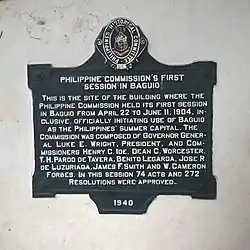 PHILIPPINE HISTORICAL COMMITTEE
PHILIPPINE COMMISSION'S FIRST
SESSION IN BAGUIO
THIS IS THE SITE OF THE BUILDING WHERE THE
PHILIPPINE COMMISSION HELD ITS FIRST SESSION
IN BAGUIO FROM APRIL 22 TO JUNE 11, 1904, IN-
CLUSIVE, OFFICIALLY INITIATING USE OF BAGUIO
AS THE PHILIPPINES' SUMMER CAPITAL. THE
COMMISSION WAS COMPOSED OF GOVERNOR GENER-
AL LUKE E. WRIGHT, PRESIDENT, AND COM-
MISSIONERS HENRY C. IDE, DEAN C. WORCESTER,
T. H. PARDO DE TAVERA, BENITO LEGARDA, JOSE R.
DE LUZURIAGA, JAMES F. SMITH AND W. CAMERON
FORBES. IN THIS SESSION 74 ACTS AND 272
RESOLUTIONS WERE APPROVED.
1940